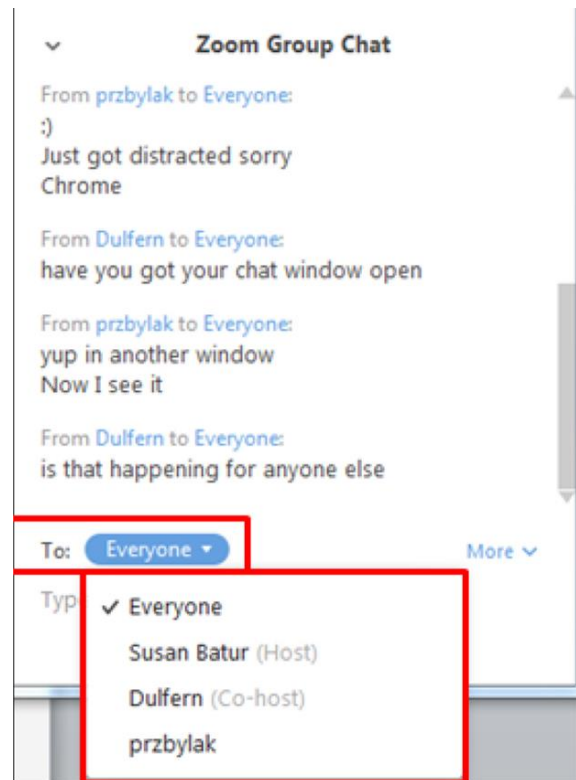 Zoom Group Chat
From przbylak to Everyone:
:)
Just got distracted sorry
Chrome
From Dulfern to Everyone:
have you got your chat window open
From przbylak to Everyone:
yup in another window
Now I see it
From Dulfern to Everyone:
is that happening for anyone else
To: Everyone More
Typ
Everyone
Susan Batur (Host)
Dulfern (Co-host)
przbylak